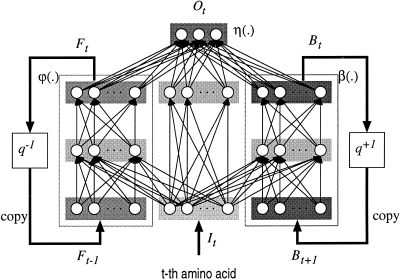 O_t
F_t
η(.)
B_t
φ(.)
β(.)
q^-1
q^+1
copy
copy
F_t-1
I_t
B_t+1
t-th amino acid